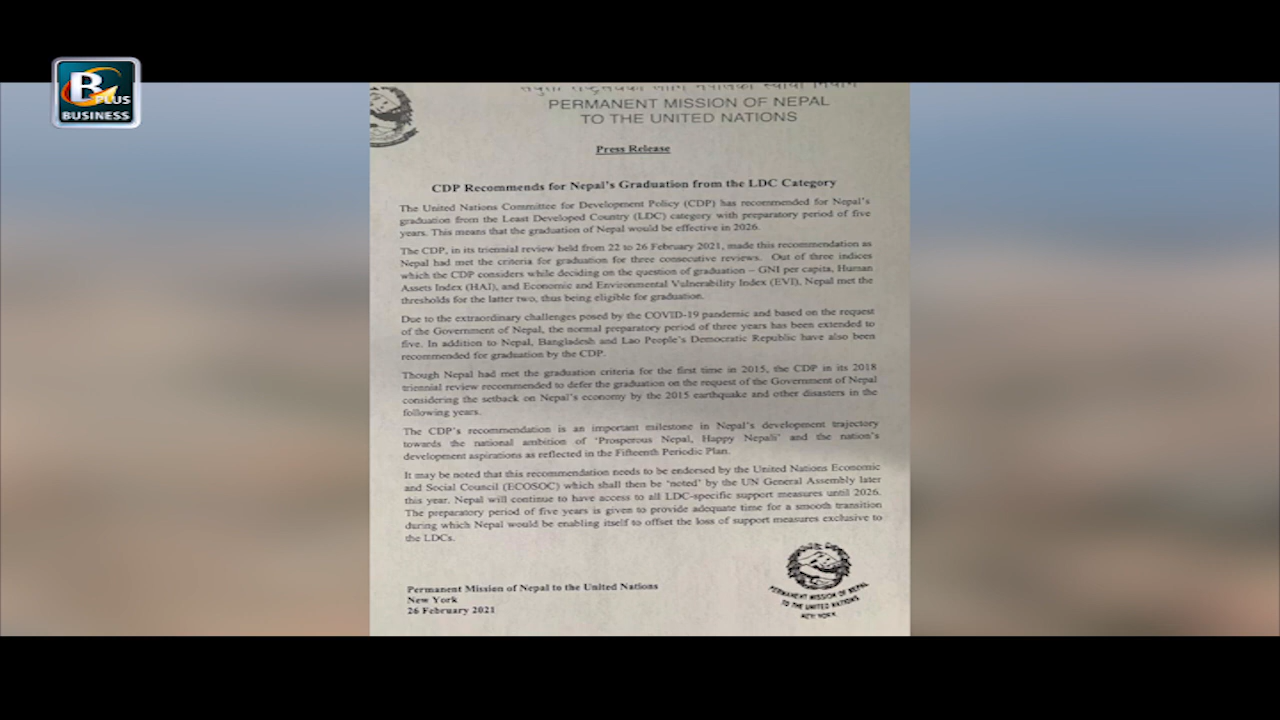 B PLUS
BUSINESS
PERMANENT MISSION OF NEPAL
TO THE UNITED NATIONS
Press Release
CDP Recommends for Nepal's Graduation from the LDC Category
The United Nations Committee for Development Policy (CDP) has recommended for Nepal's
graduation from the Least Developed Country (LDC) category with preparatory period of five
years. This means that the graduation of Nepal would be effective in 2026.
The CDP, in its triennial review held from 22 to 26 February 2021, made this recommendation as
Nepal had met the criteria for graduation for three consecutive reviews. Out of three indices
which the CDP considers while deciding on the question of graduation – GNI per capita, Human
Assets Index (HAI), and Economic and Environmental Vulnerability Index (EVI), Nepal met the
thresholds for the latter two, thus being eligible for graduation.
Due to the extraordinary challenges posed by the COVID-19 pandemic and based on the request
of the Government of Nepal, the normal preparatory period of three years has been extended to
five. In addition to Nepal, Bangladesh and Lao People's Democratic Republic have also been
recommended for graduation by the CDP.
Though Nepal had met the graduation criteria for the first time in 2015, the CDP in its 2018
triennial review recommended to defer the graduation on the request of the Government of Nepal
considering the setback on Nepal's economy by the 2015 earthquake and other disasters in the
following years.
The CDP's recommendation is an important milestone in Nepal's development trajectory
towards the national ambition of 'Prosperous Nepal, Happy Nepali' and the nation's
development aspirations as reflected in the Fifteenth Periodic Plan.
It may be noted that this recommendation needs to be endorsed by the United Nations Economic
and Social Council (ECOSOC) which shall then be 'noted' by the UN General Assembly later
this year. Nepal will continue to have access to all LDC-specific support measures until 2026.
The preparatory period of five years is given to provide adequate time for a smooth transition
during which Nepal would be enabling itself to offset the loss of support measures exclusive to
the LDCs.
Permanent Mission of Nepal to the United Nations
New York
26 February 2021
PERMANENT MISSION OF NEPAL
TO THE UNITED NATIONS
NEW YORK